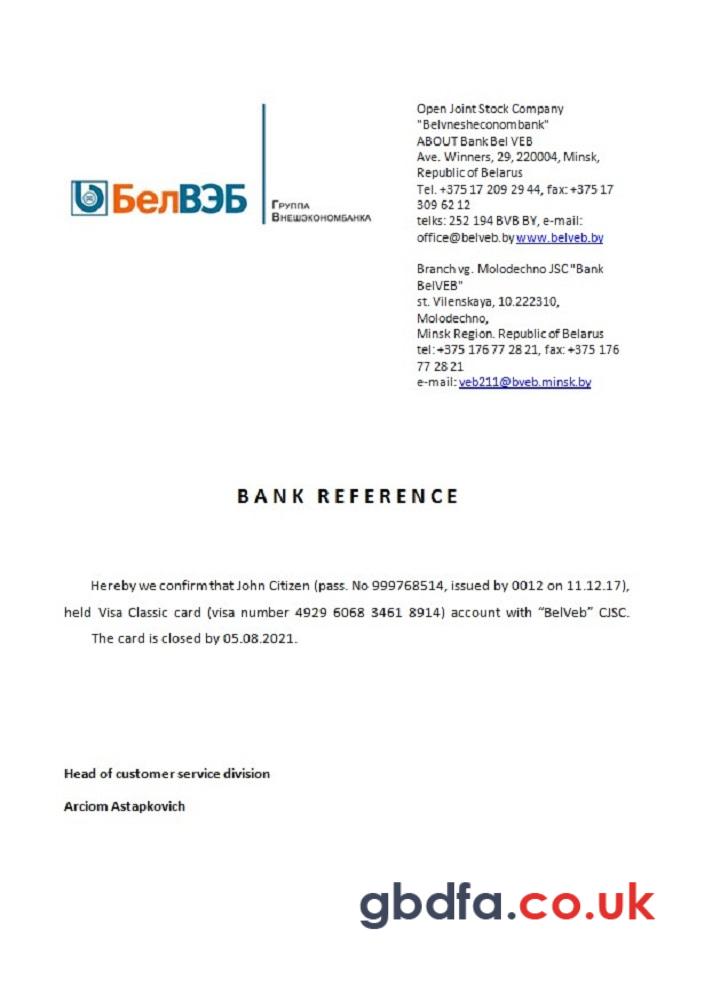 БелВЭБ
Группа
Внешэкономбанка
Open Joint Stock Company
"Belvnesheconombank"
ABOUT Bank Bel VEB
Ave. Winners, 29, 220004, Minsk,
Republic of Belarus
Tel. +375 17 209 29 44, fax: +375 17
309 62 12
telks: 252 194 BVB BY, e-mail:
office@belveb.by www.belveb.by
Branch vg. Molodechno JSC "Bank
BelVEB"
st. Vilenskaya, 10.222310,
Molodechno,
Minsk Region. Republic of Belarus
tel: +375 176 77 28 21, fax: +375 176
77 28 21
e-mail: veb211@bveb.minsk.by
BANK REFERENCE
Hereby we confirm that John Citizen (pass. No 999768514, issued by 0012 on 11.12.17),
held Visa Classic card (visa number 4929 6068 3461 8914) account with “BelVeb” CJSC.
The card is closed by 05.08.2021.
Head of customer service division
Arciom Astapkovich
gbdfa.co.uk